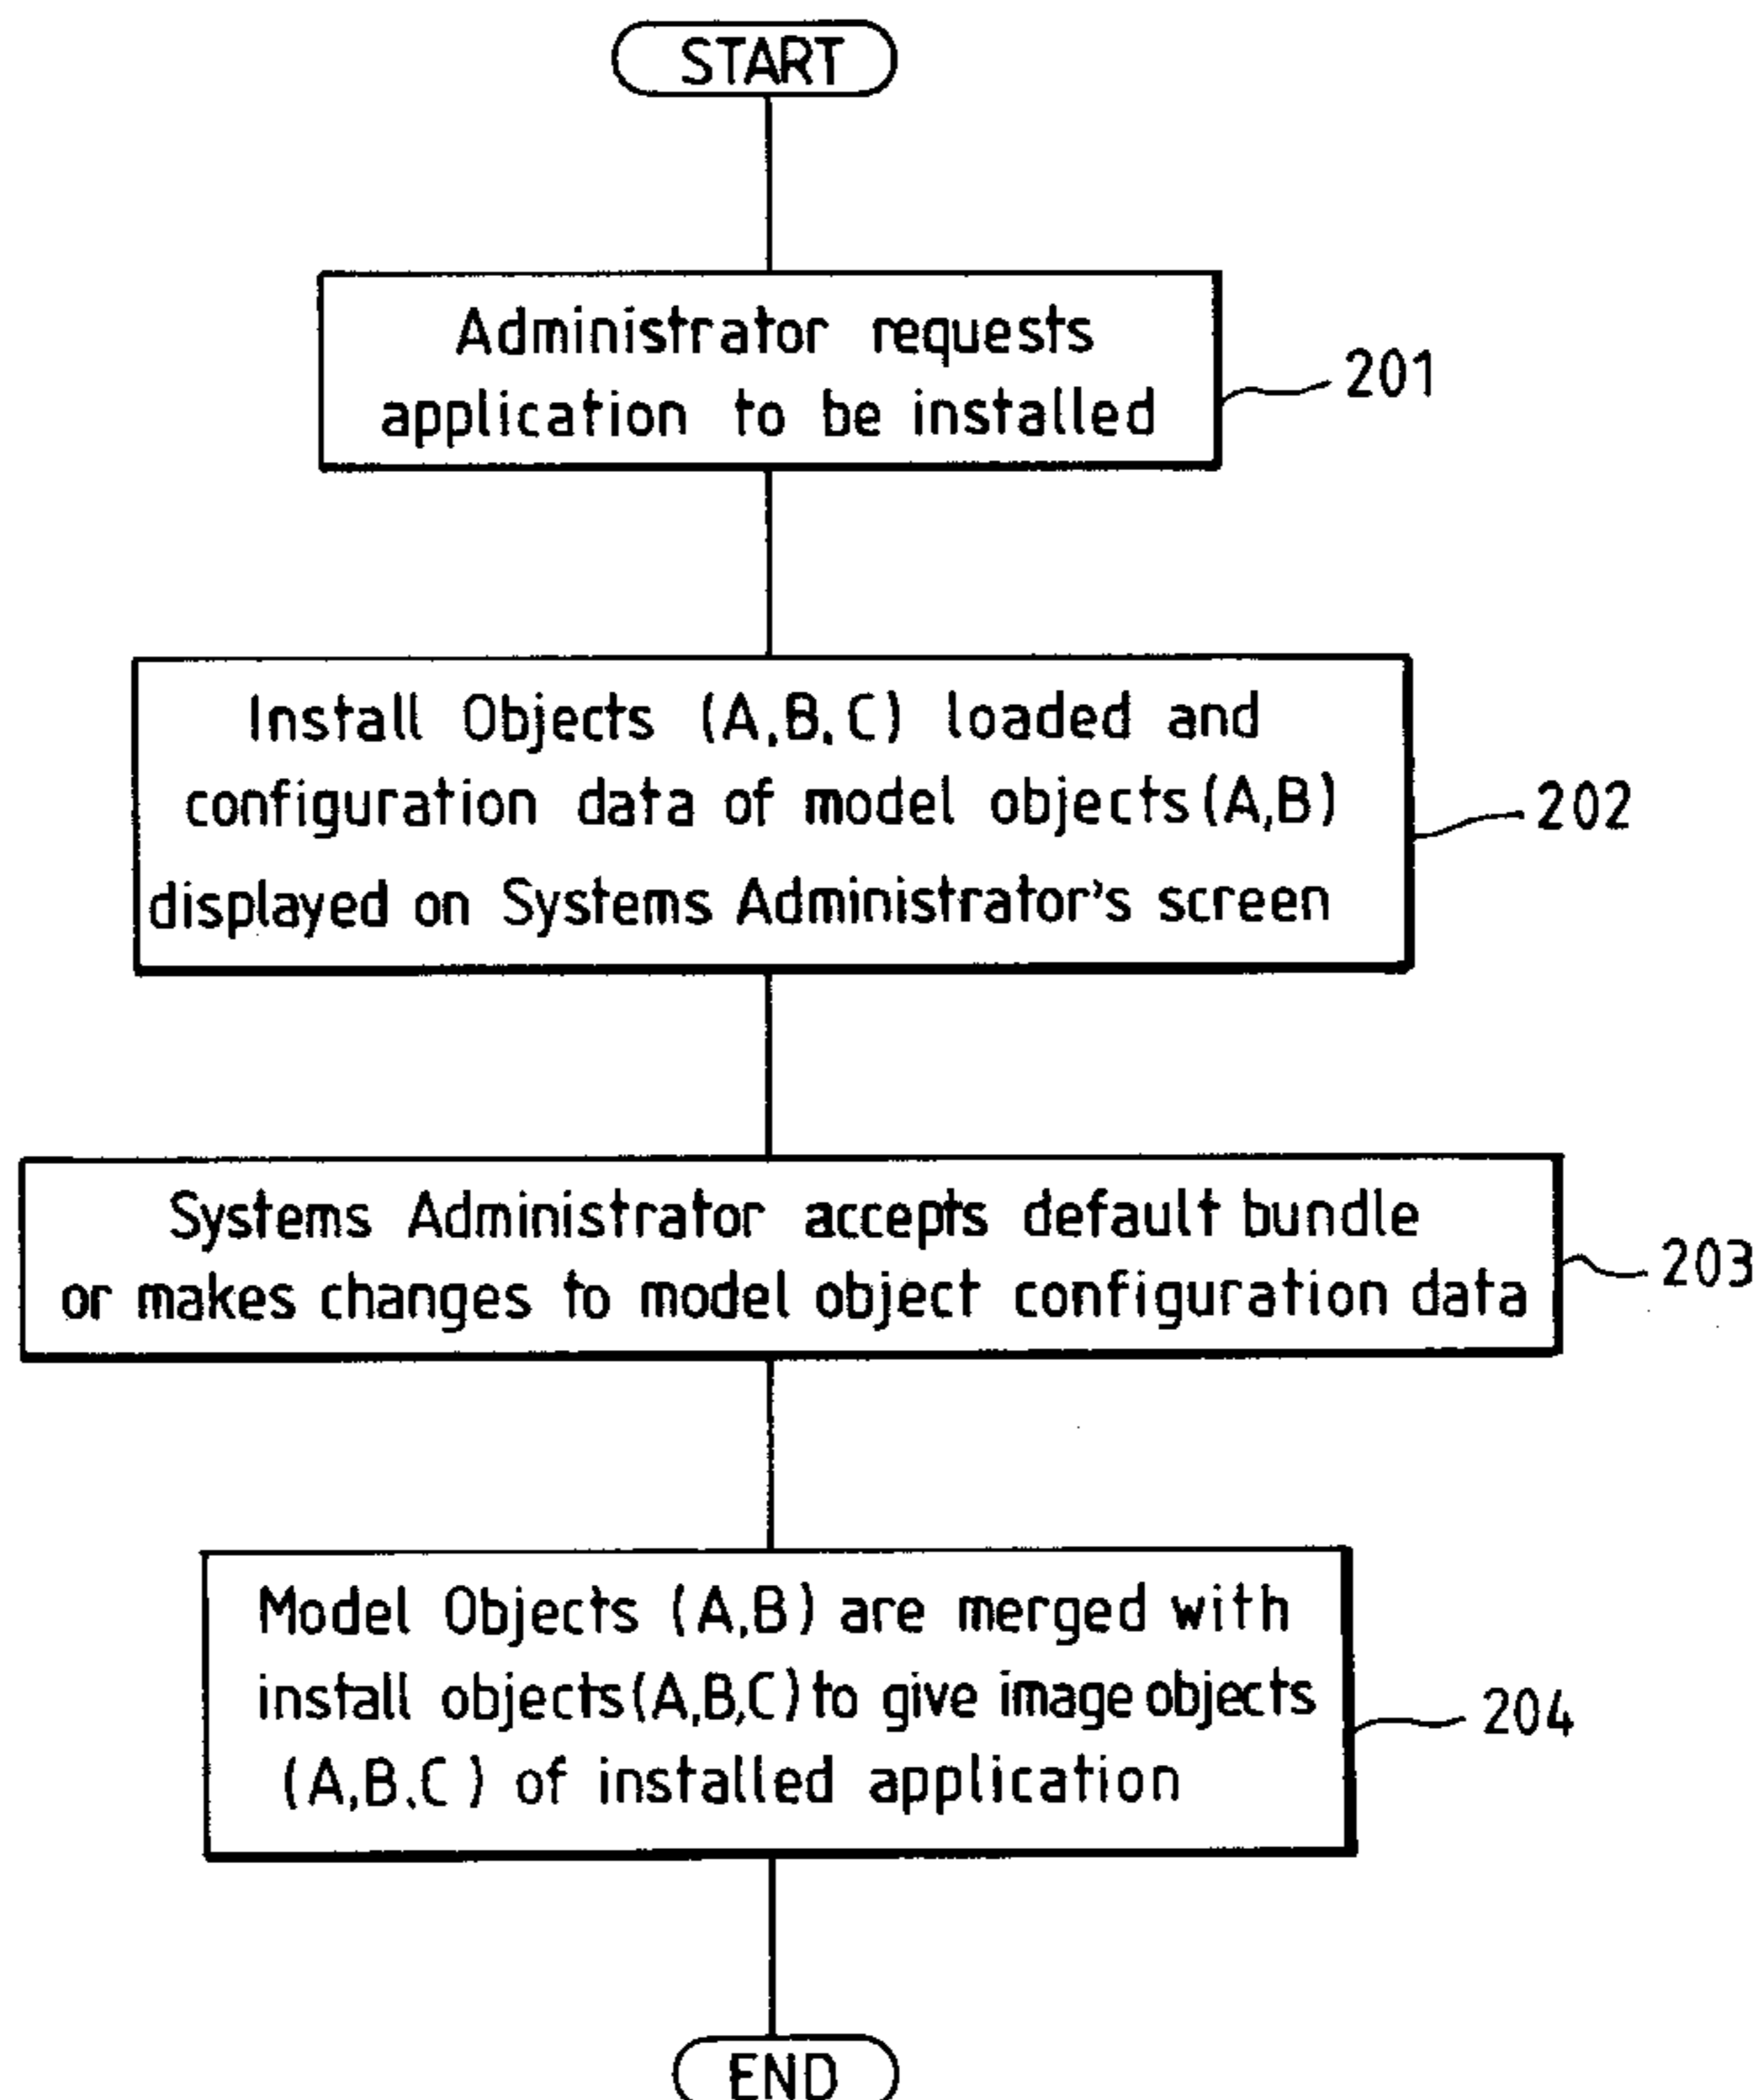 START
Administrator requests
application to be installed
201
Install Objects (A,B,C) loaded and
configuration data of model objects (A,B)
displayed on Systems Administrator's screen
202
Systems Administrator accepts default bundle
or makes changes to model object configuration data
203
Model Objects (A,B) are merged with
install objects (A,B,C) to give image objects
(A,B,C) of installed application
204
END